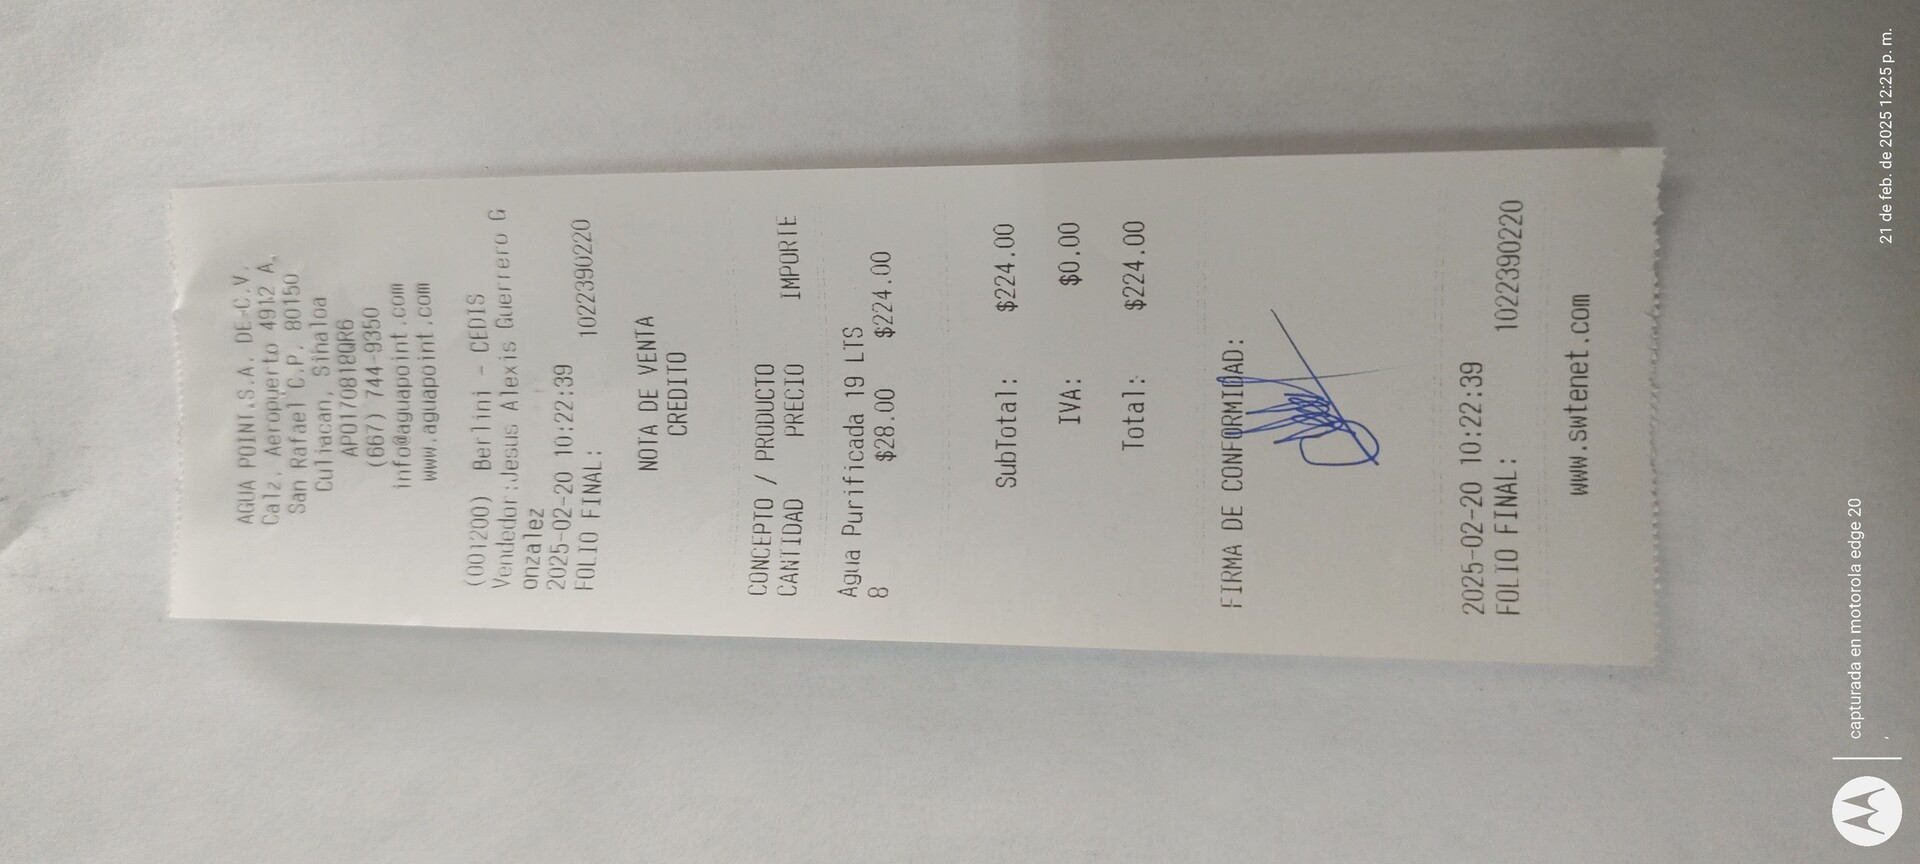 AGUA POINT.S.A. DE.C.V.
Calz. Aeropuerto 4912 A,
San Rafael C.P. 80150
Culiacan, Sinaloa
APO170818QR6
(667) 744-9350
info@aguapoint.com
www.aguapoint.com
(001200) Berlini - CEDIS
Vendedor:Jesus Alexis Guerrero G
onzalez
2025-02-20 10:22:39
FOLIO FINAL: 1022390220
NOTA DE VENTA
CREDITO
CONCEPTO / PRODUCTO
CANTIDAD PRECIO IMPORTE
Agua Purificada 19 LTS
8 $28.00 $224.00
SubTotal: $224.00
IVA: $0.00
Total: $224.00
FIRMA DE CONFORMIDAD:
2025-02-20 10:22:39
FOLIO FINAL: 1022390220
www.swtenet.com
capturada en motorola edge 20
,
21 de feb. de 2025 12:25 p. m.